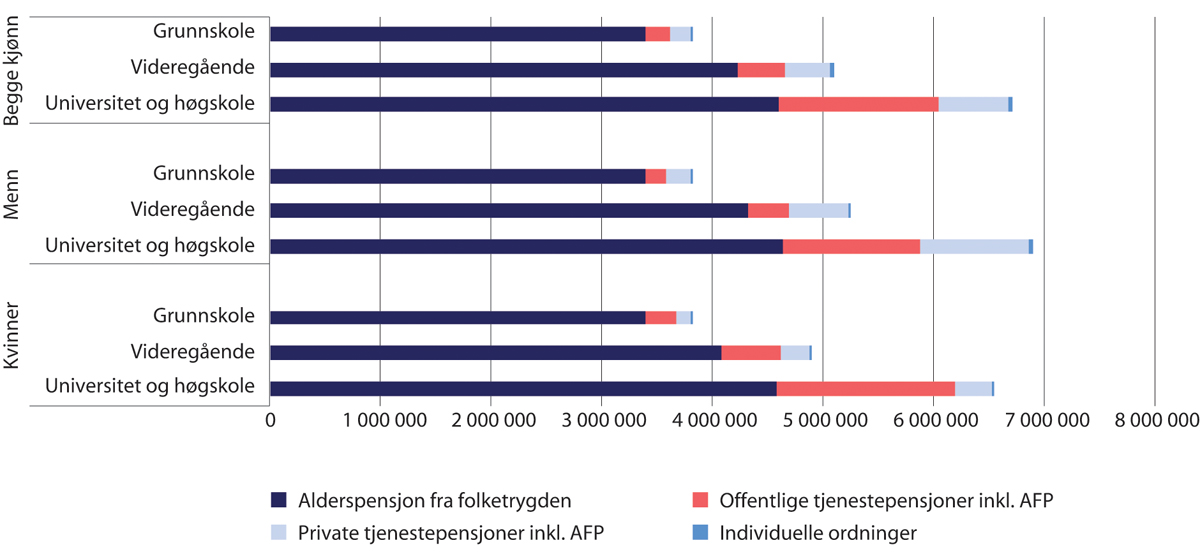 Begge kjønn
Grunnskole
Videregående
Universitet og høgskole
Menn
Grunnskole
Videregående
Universitet og høgskole
Kvinner
Grunnskole
Videregående
Universitet og høgskole
0 1 000 000 2 000 000 3 000 000 4 000 000 5 000 000 6 000 000 7 000 000 8 000 000
Alderspensjon fra folketrygden Offentlige tjenestepensjoner inkl. AFP
Private tjenestepensjoner inkl. AFP Individuelle ordninger